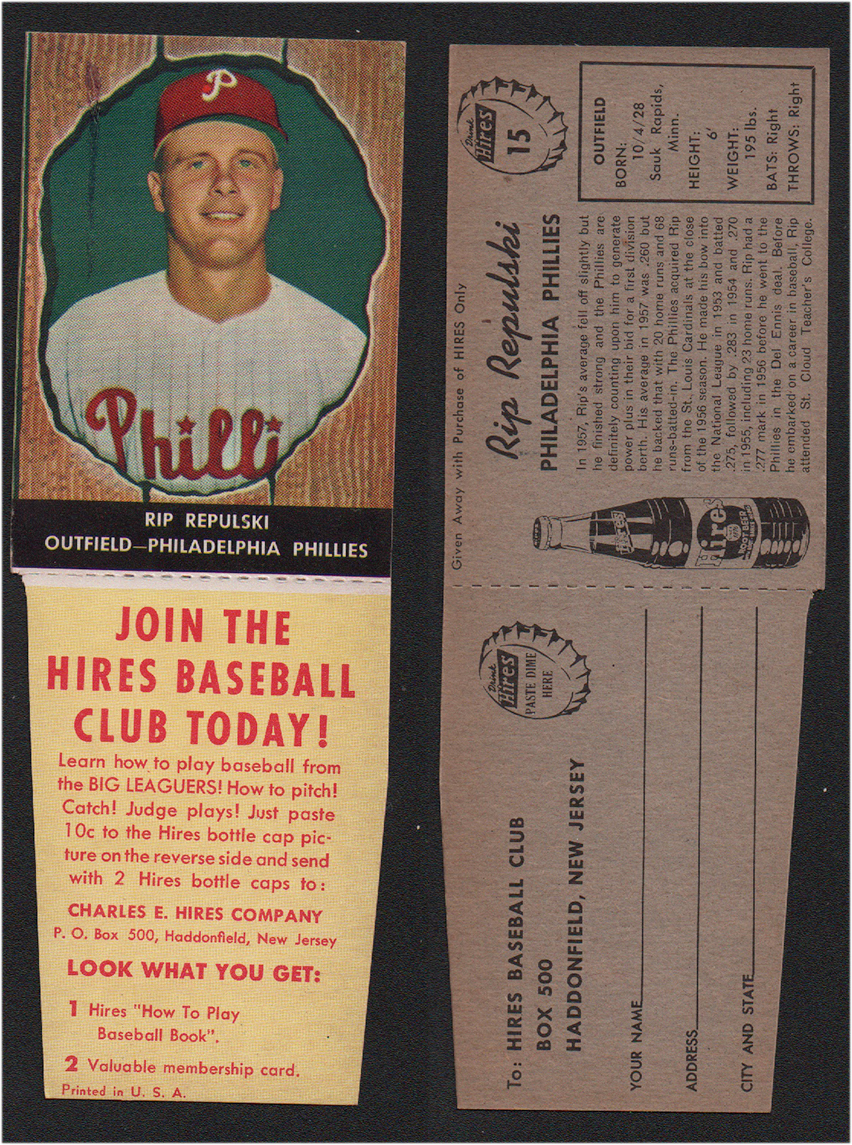 P
Phillies
RIP REPULSKI
OUTFIELD—PHILADELPHIA PHILLIES
JOIN THE
HIRES BASEBALL
CLUB TODAY!
Learn how to play baseball from
the BIG LEAGUERS! How to pitch!
Catch! Judge plays! Just paste
10c to the Hires bottle cap pic-
ture on the reverse side and send
with 2 Hires bottle caps to:
CHARLES E. HIRES COMPANY
P. O. Box 500, Haddonfield, New Jersey
LOOK WHAT YOU GET:
1 Hires "How To Play
Baseball Book".
2 Valuable membership card.
Printed in U. S. A.
Given Away with Purchase of HIRES Only
Drink
Hires
15
Rip Repulski
PHILADELPHIA PHILLIES
OUTFIELD
BORN:
10/4/28
Sauk Rapids,
Minn.
HEIGHT:
6'
WEIGHT:
195 lbs.
BATS: Right
THROWS: Right
In 1957, Rip's average fell off slightly but
he finished strong and the Phillies are
definitely counting upon him to generate
power plus in their bid for a first division
berth. His average in 1957 was .260 but
he backed that with 20 home runs and 68
runs-batted-in. The Phillies acquired Rip
from the St. Louis Cardinals at the close
of the 1956 season. He made his bow into
the National League in 1953 and batted
.275, followed by .283 in 1954 and .270
in 1955, including 23 home runs. Rip had a
.277 mark in 1956 before he went to the
Phillies in the Del Ennis deal. Before
he embarked on a career in baseball, Rip
attended St. Cloud Teacher's College.
Hires
Hires
ROOT BEER
Drink
Hires
PASTE DIME
HERE
To: HIRES BASEBALL CLUB
BOX 500
HADDONFIELD, NEW JERSEY
YOUR NAME
ADDRESS
CITY AND STATE